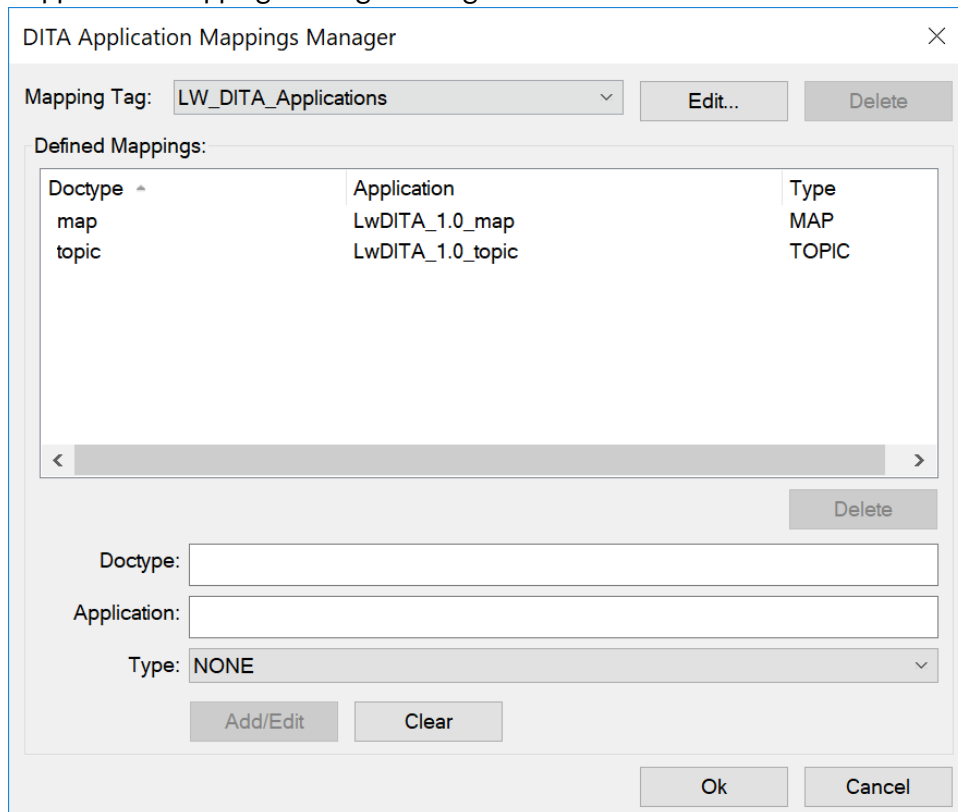 DITA Application Mappings Manager
Mapping Tag: LW_DITA_Applications Edit... Delete
Defined Mappings:
Doctype Application Type
map LwDITA_1.0_map MAP
topic LwDITA_1.0_topic TOPIC
Delete
Doctype:
Application:
Type: NONE
Add/Edit Clear
Ok Cancel